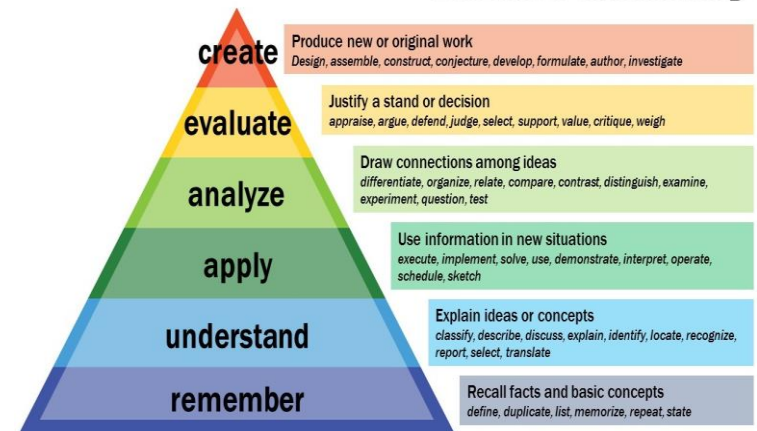 create
Produce new or original work
Design, assemble, construct, conjecture, develop, formulate, author, investigate
evaluate
Justify a stand or decision
appraise, argue, defend, judge, select, support, value, critique, weigh
analyze
Draw connections among ideas
differentiate, organize, relate, compare, contrast, distinguish, examine,
experiment, question, test
apply
Use information in new situations
execute, implement, solve, use, demonstrate, interpret, operate,
schedule, sketch
understand
Explain ideas or concepts
classify, describe, discuss, explain, identify, locate, recognize,
report, select, translate
remember
Recall facts and basic concepts
define, duplicate, list, memorize, repeat, state